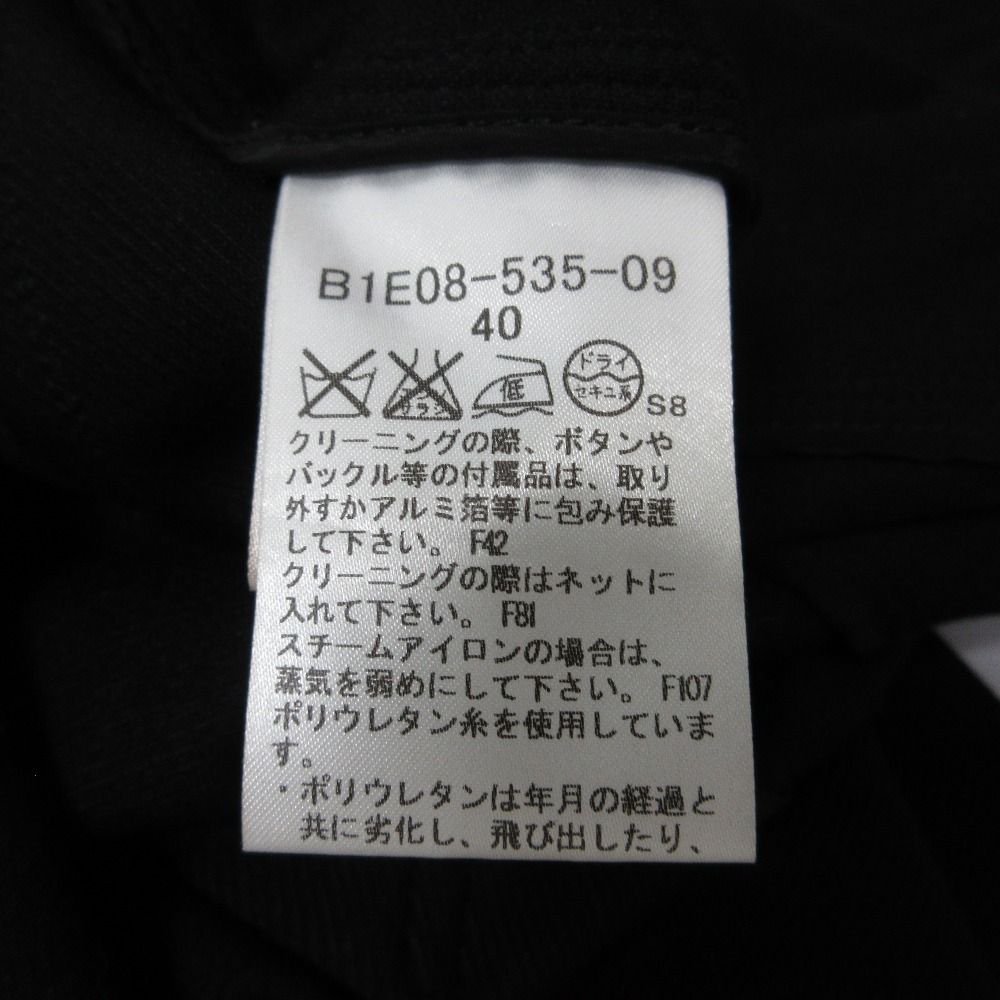 B1E08-535-09
40
エンソ
サラシ
低
ドライ
セキユ系
S8
クリーニングの際、ボタンや
バックル等の付属品は、取り
外すかアルミ箔等に包み保護
して下さい。 F42
クリーニングの際はネットに
入れて下さい。 F81
スチームアイロンの場合は、
蒸気を弱めにして下さい。 F107
ポリウレタン糸を使用していま
す。
・ポリウレタンは年月の経過と
共に劣化し、飛び出したり、